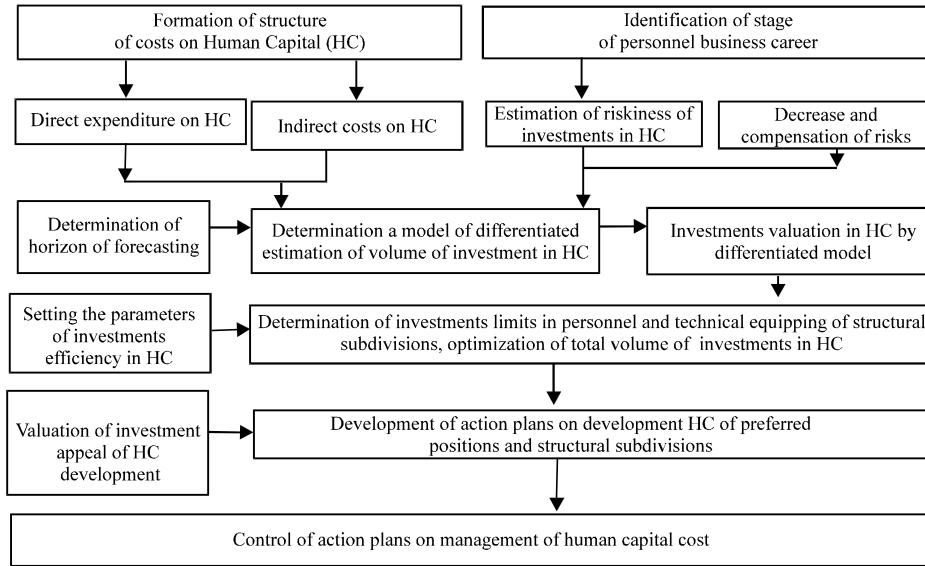 Formation of structure
of costs on Human Capital (HC)
Identification of stage
of personnel business career
Direct expenditure on HC
Indirect costs on HC
Estimation of riskiness of
investments in HC
Decrease and
compensation of risks
Determination of
horizon of forecasting
Determination a model of differentiated
estimation of volume of investment in HC
Investments valuation in HC by
differentiated model
Setting the parameters
of investments
efficiency in HC
Determination of investments limits in personnel and technical equipping of structural
subdivisions, optimization of total volume of investments in HC
Valuation of investment
appeal of HC
development
Development of action plans on development HC of preferred
positions and structural subdivisions
Control of action plans on management of human capital cost